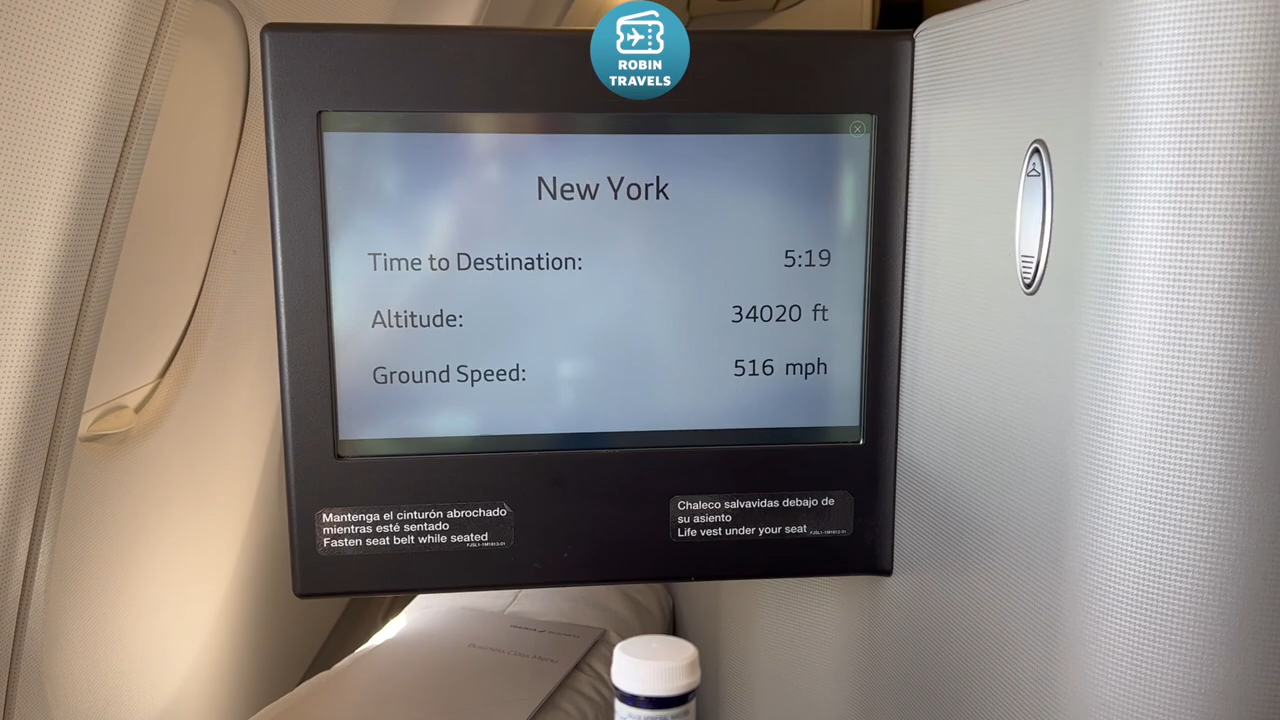 ROBIN
TRAVELS
New York
Time to Destination: 5:19
Altitude: 34020 ft
Ground Speed: 516 mph
Mantenga el cinturón abrochado
mientras esté sentado
Fasten seat belt while seated
Chaleco salvavidas debajo de
su asiento
Life vest under your seat
Business Class Menu